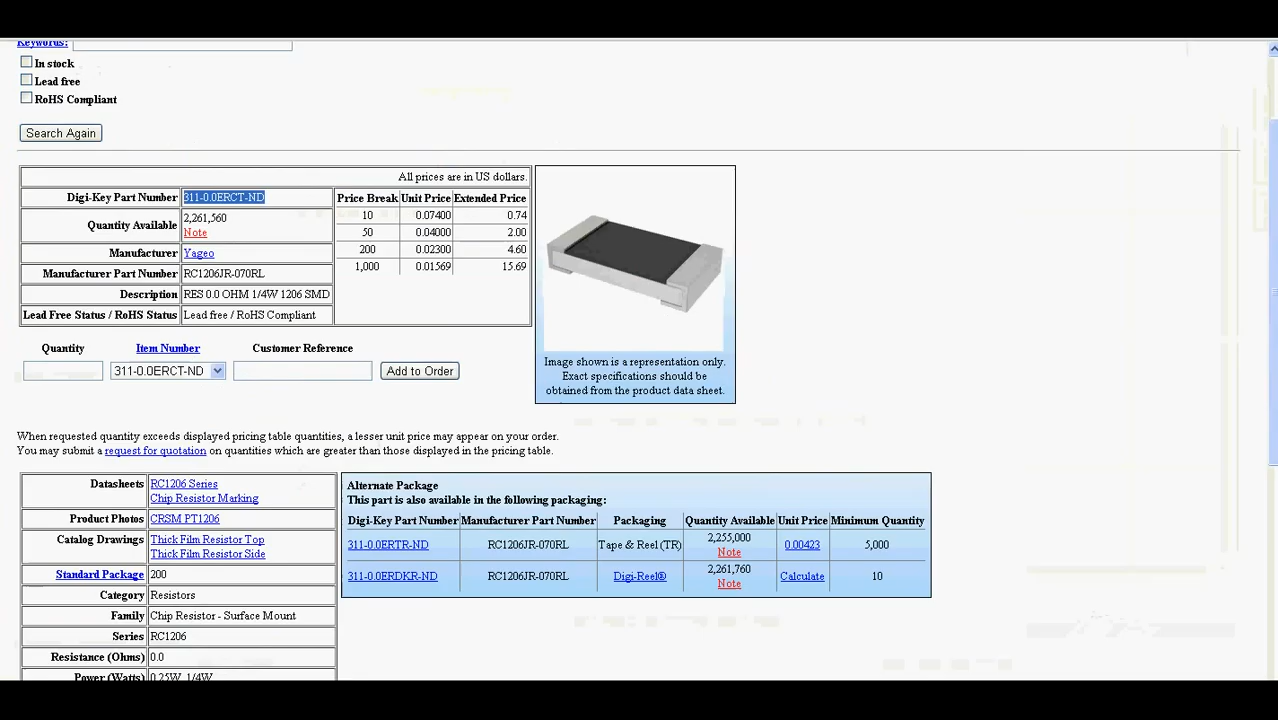 Keywords:
In stock
Lead free
RoHS Compliant
Search Again
All prices are in US dollars.
Digi-Key Part Number 311-0.0ERCT-ND Price Break Unit Price Extended Price
Quantity Available 2,261,560 Note
10 0.07400 0.74
50 0.04000 2.00
200 0.02300 4.60
1,000 0.01569 15.69
Manufacturer Yageo
Manufacturer Part Number RC1206JR-070RL
Description RES 0.0 OHM 1/4W 1206 SMD
Lead Free Status / RoHS Status Lead free / RoHS Compliant
Image shown is a representation only.
Exact specifications should be
obtained from the product data sheet.
Quantity Item Number Customer Reference
311-0.0ERCT-ND Add to Order
When requested quantity exceeds displayed pricing table quantities, a lesser unit price may appear on your order.
You may submit a request for quotation on quantities which are greater than those displayed in the pricing table.
Datasheets RC1206 Series
Chip Resistor Marking
Product Photos CRSM PT1206
Catalog Drawings Thick Film Resistor Top
Thick Film Resistor Side
Standard Package 200
Category Resistors
Family Chip Resistor - Surface Mount
Series RC1206
Resistance (Ohms) 0.0
Power (Watts) 0.25W, 1/4W
Alternate Package
This part is also available in the following packaging:
Digi-Key Part Number Manufacturer Part Number Packaging Quantity Available Unit Price Minimum Quantity
311-0.0ERTR-ND RC1206JR-070RL Tape & Reel (TR) 2,255,000 Note 0.00423 5,000
311-0.0ERDKR-ND RC1206JR-070RL Digi-Reel® 2,261,760 Note Calculate 10